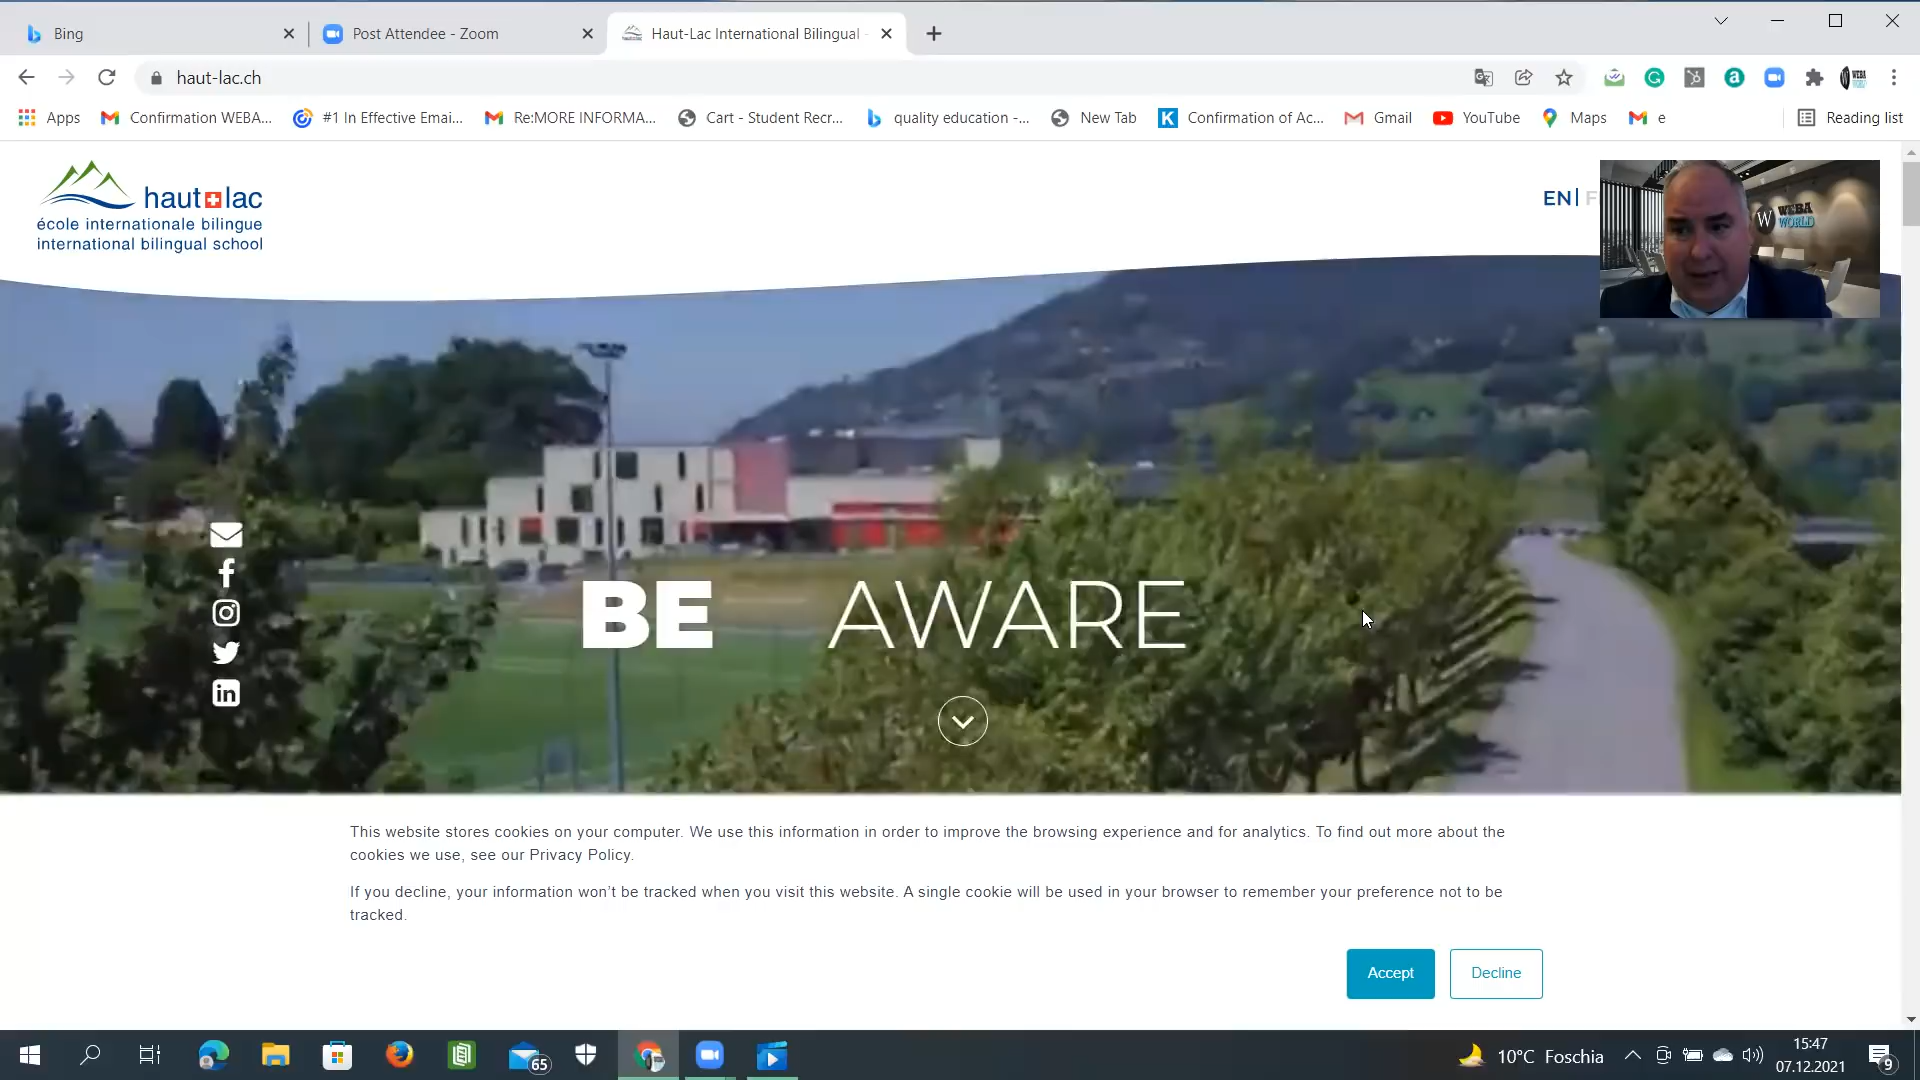 Bing
Post Attendee - Zoom
Haut-Lac International Bilingual
haut-lac.ch
Apps
Confirmation WEBA...
#1 In Effective Emai...
Re:MORE INFORMA...
Cart - Student Recr...
quality education -...
New Tab
Confirmation of Ac...
Gmail
YouTube
Maps
e
Reading list
haut lac
école internationale bilingue
international bilingual school
EN
W WEBA
WORLD
BE AWARE
This website stores cookies on your computer. We use this information in order to improve the browsing experience and for analytics. To find out more about the
cookies we use, see our Privacy Policy.
If you decline, your information won’t be tracked when you visit this website. A single cookie will be used in your browser to remember your preference not to be
tracked.
Accept
Decline
65
10°C Foschia
15:47
07.12.2021
9